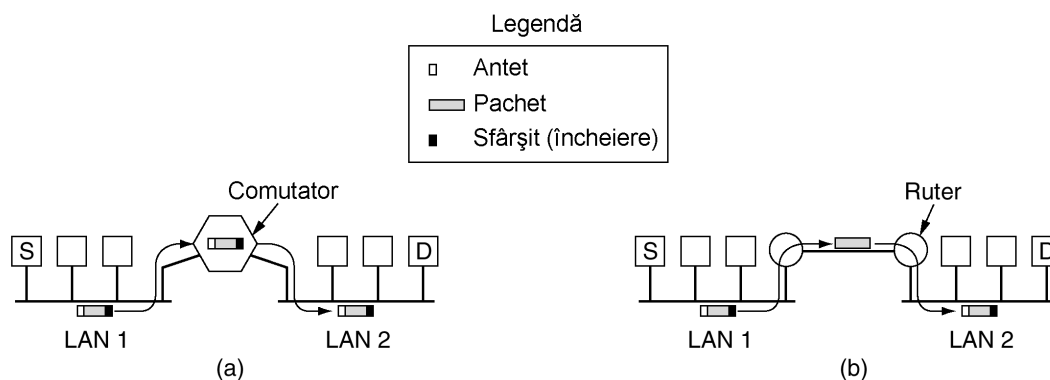 Legendă
Antet
Pachet
Sfârşit (încheiere)
Comutator
S
D
LAN 1
LAN 2
(a)
Ruter
S
D
LAN 1
LAN 2
(b)